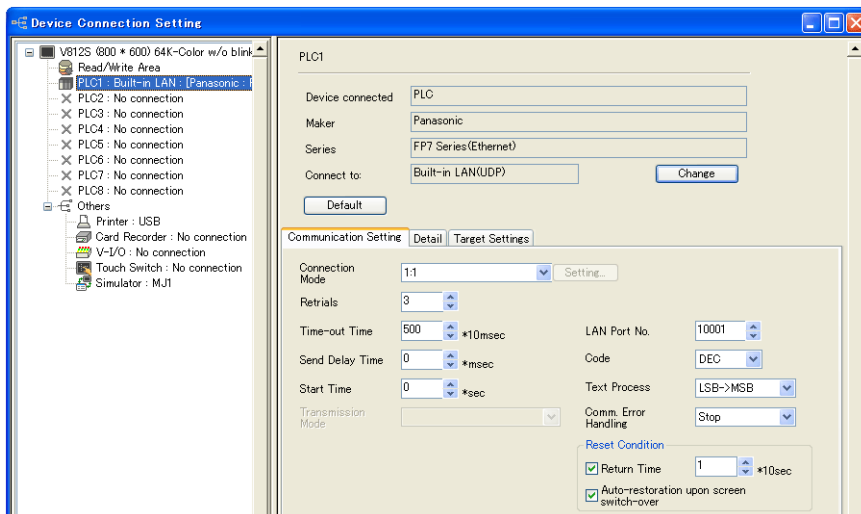 Device Connection Setting
V812S (800 * 600) 64K-Color w/o blink
Read/Write Area
PLC1 : Built-in LAN : [Panasonic :
PLC2 : No connection
PLC3 : No connection
PLC4 : No connection
PLC5 : No connection
PLC6 : No connection
PLC7 : No connection
PLC8 : No connection
Others
Printer : USB
Card Recorder : No connection
V-I/O : No connection
Touch Switch : No connection
Simulator : MJ1
PLC1
Device connected PLC
Maker Panasonic
Series FP7 Series(Ethernet)
Connect to: Built-in LAN(UDP) Change
Default
Communication Setting Detail Target Settings
Connection Mode 1:1 Setting...
Retrials 3
Time-out Time 500 *10msec
Send Delay Time 0 *msec
Start Time 0 *sec
Transmission Mode
LAN Port No. 10001
Code DEC
Text Process LSB->MSB
Comm. Error Handling Stop
Reset Condition
Return Time 1 *10sec
Auto-restoration upon screen
switch-over